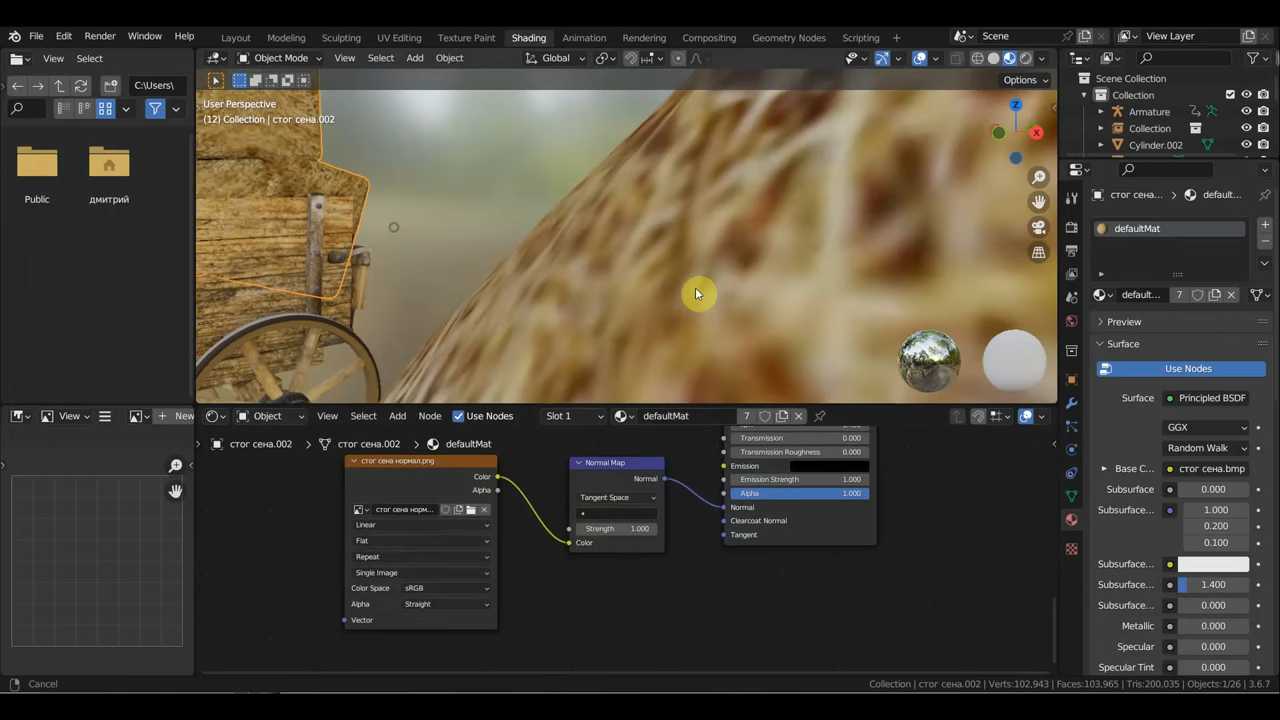 File Edit Render Window Help
Layout Modeling Sculpting UV Editing Texture Paint Shading Animation Rendering Compositing Geometry Nodes Scripting
Scene
View Layer
View Select
Object Mode
View Select Add Object
Global
Scene Collection
C:\Users\
Options
Collection
User Perspective
(12) Collection | стог сена.002
Armature
Collection
Cylinder.002
Z
X
Public
дмитрий
стог сена...
default...
defaultMat
default...
7
Preview
Surface
Use Nodes
Surface
Principled BSDF
GGX
Random Walk
Base C...
стог сена.bmp
Subsurface
0.000
Subsurface...
1.000
0.200
0.100
Subsurface...
Subsurface...
1.400
Subsurface...
0.000
Metallic
0.000
Specular
0.000
Specular Tint
0.000
View
New
Object
View Select Add Node
Use Nodes
Slot 1
defaultMat
7
стог сена.002
стог сена.002
defaultMat
стог сена нормал.png
Color
Alpha
стог сена норм...
Linear
Flat
Repeat
Single Image
Color Space sRGB
Alpha Straight
Vector
Normal Map
Normal
Tangent Space
Strength 1.000
Color
Transmission 0.000
Transmission Roughness 0.000
Emission
Emission Strength 1.000
Alpha 1.000
Normal
Clearcoat Normal
Tangent
Cancel
Collection | стог сена.002 | Verts:102,943 | Faces:103,965 | Tris:200,035 | Objects:1/26 | 3.6.7